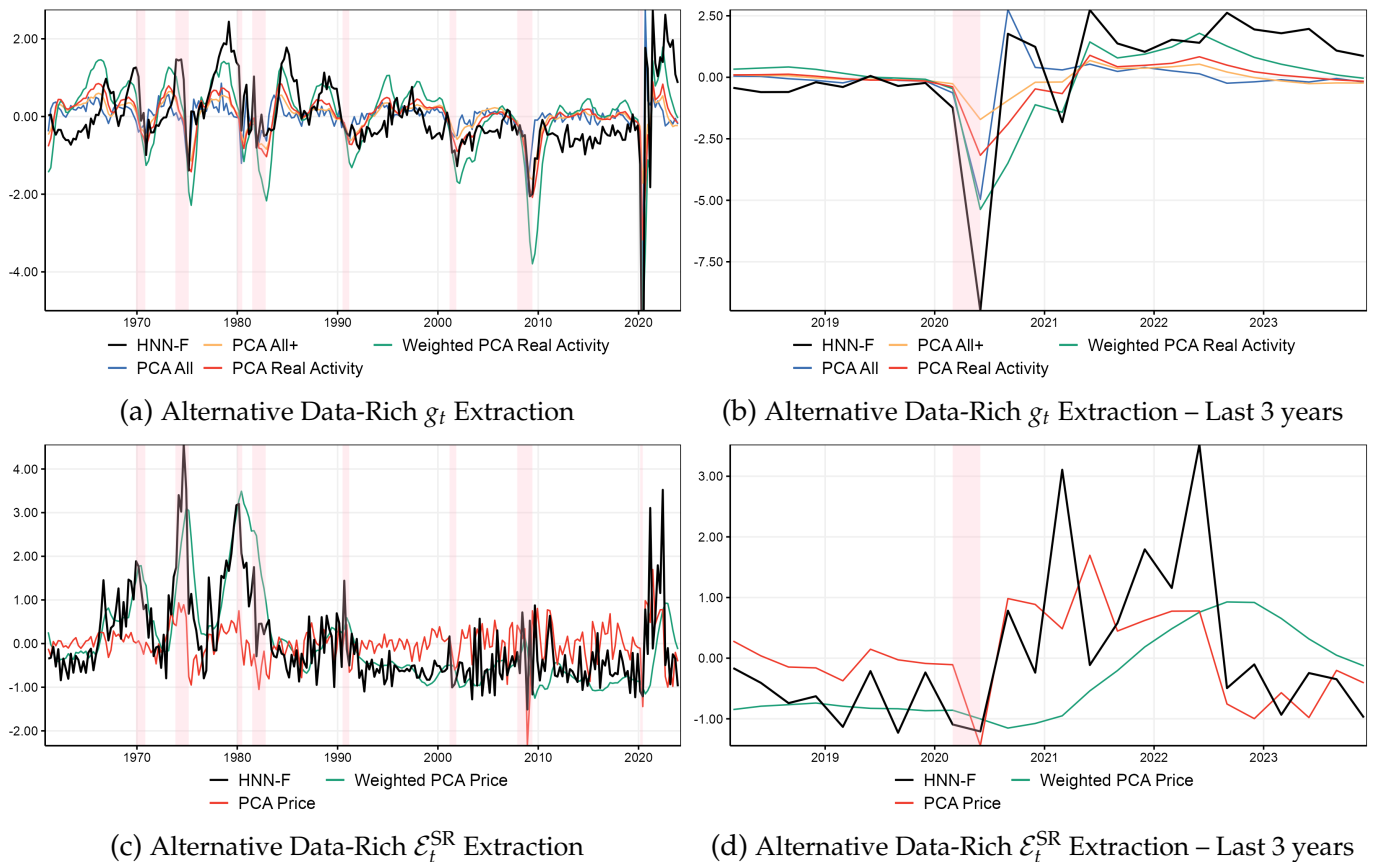 2.00
0.00
-2.00
-4.00
1970 1980 1990 2000 2010 2020
HNN-F PCA All+ Weighted PCA Real Activity
PCA All PCA Real Activity
(a) Alternative Data-Rich g_t Extraction
2.50
0.00
-2.50
-5.00
-7.50
2019 2020 2021 2022 2023
HNN-F PCA All+ Weighted PCA Real Activity
PCA All PCA Real Activity
(b) Alternative Data-Rich g_t Extraction – Last 3 years
4.00
3.00
2.00
1.00
0.00
-1.00
-2.00
1970 1980 1990 2000 2010 2020
HNN-F Weighted PCA Price
PCA Price
(c) Alternative Data-Rich ℰ_t^SR Extraction
3.00
2.00
1.00
0.00
-1.00
2019 2020 2021 2022 2023
HNN-F Weighted PCA Price
PCA Price
(d) Alternative Data-Rich ℰ_t^SR Extraction – Last 3 years